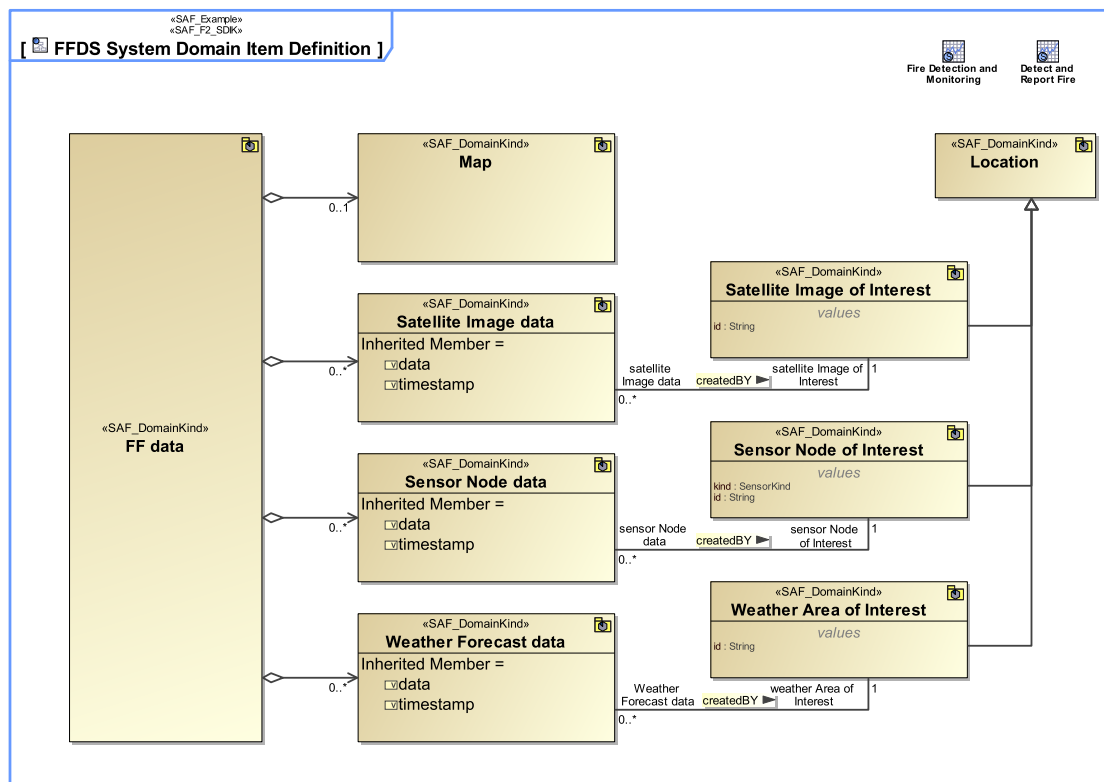 «SAF_Example»
«SAF_F2_SDIK»
[ FFDS System Domain Item Definition ]
Fire Detection and
Monitoring
Detect and
Report Fire
«SAF_DomainKind»
FF data
«SAF_DomainKind»
Map
0..1
«SAF_DomainKind»
Location
«SAF_DomainKind»
Satellite Image data
Inherited Member =
data
timestamp
0..*
«SAF_DomainKind»
Satellite Image of Interest
values
id : String
satellite
Image data
0..*
createdBY
satellite Image of
Interest
1
«SAF_DomainKind»
Sensor Node data
Inherited Member =
data
timestamp
0..*
«SAF_DomainKind»
Sensor Node of Interest
values
kind : SensorKind
id : String
sensor Node
data
0..*
createdBY
sensor Node
of Interest
1
«SAF_DomainKind»
Weather Forecast data
Inherited Member =
data
timestamp
0..*
«SAF_DomainKind»
Weather Area of Interest
values
id : String
Weather
Forecast data
0..*
createdBY
weather Area of
Interest
1